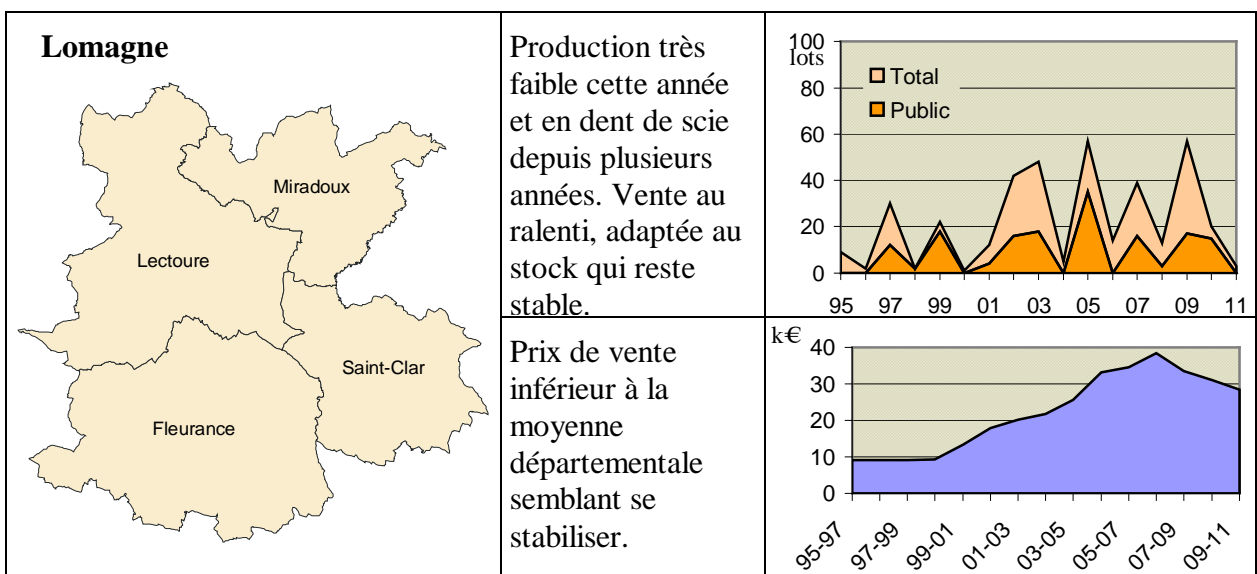 Lomagne
Miradoux
Lectoure
Saint-Clar
Fleurance
Production très
faible cette année
et en dent de scie
depuis plusieurs
années. Vente au
ralenti, adaptée au
stock qui reste
stable.
100
lots
80
60
40
20
0
Total
Public
95 97 99 01 03 05 07 09 11
Prix de vente
inférieur à la
moyenne
départementale
semblant se
stabiliser.
k€
40
30
20
10
0
95-97 97-99 99-01 01-03 03-05 05-07 07-09 09-11